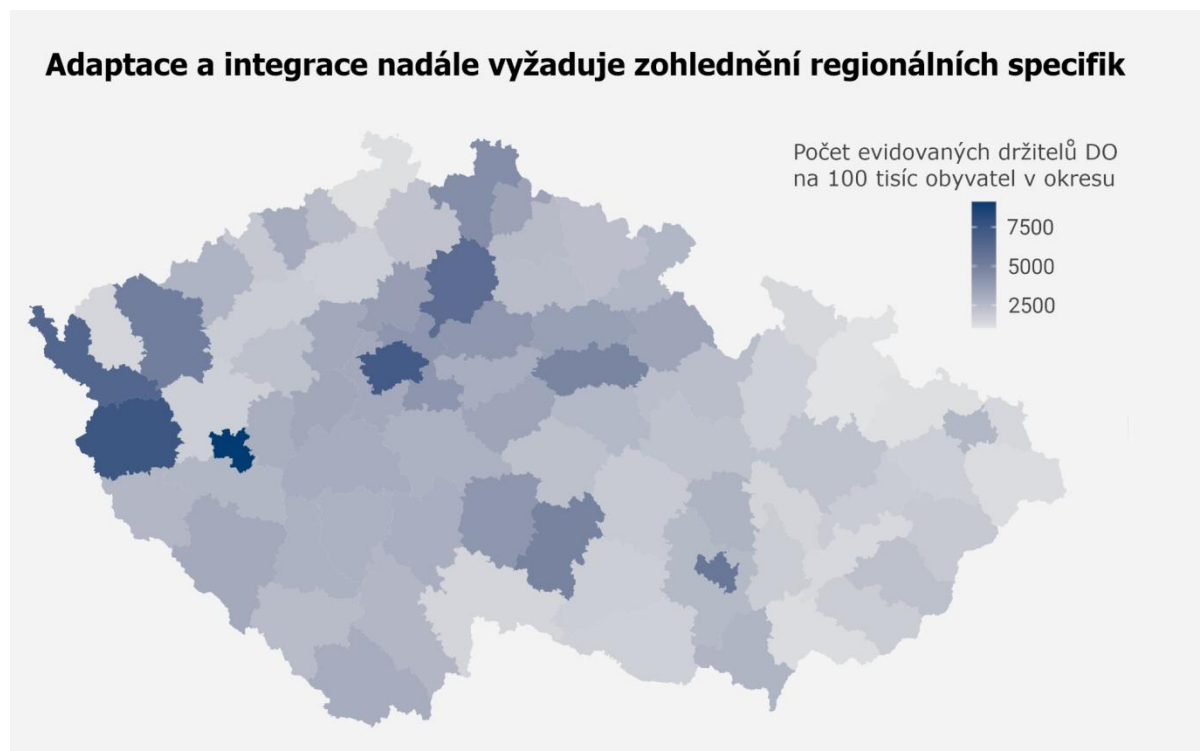 Adaptace a integrace nadále vyžaduje zohlednění regionálních specifik
Počet evidovaných držitelů DO
na 100 tisíc obyvatel v okresu
7500
5000
2500